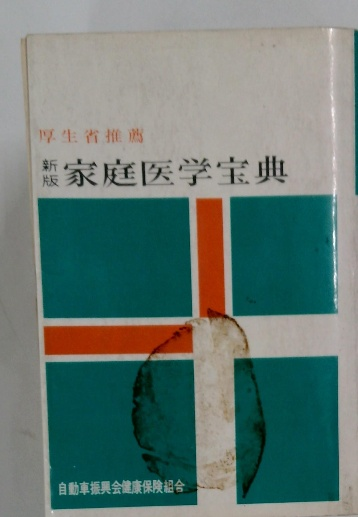 厚生省推薦
新版 家庭医学宝典
自動車振興会健康保険組合